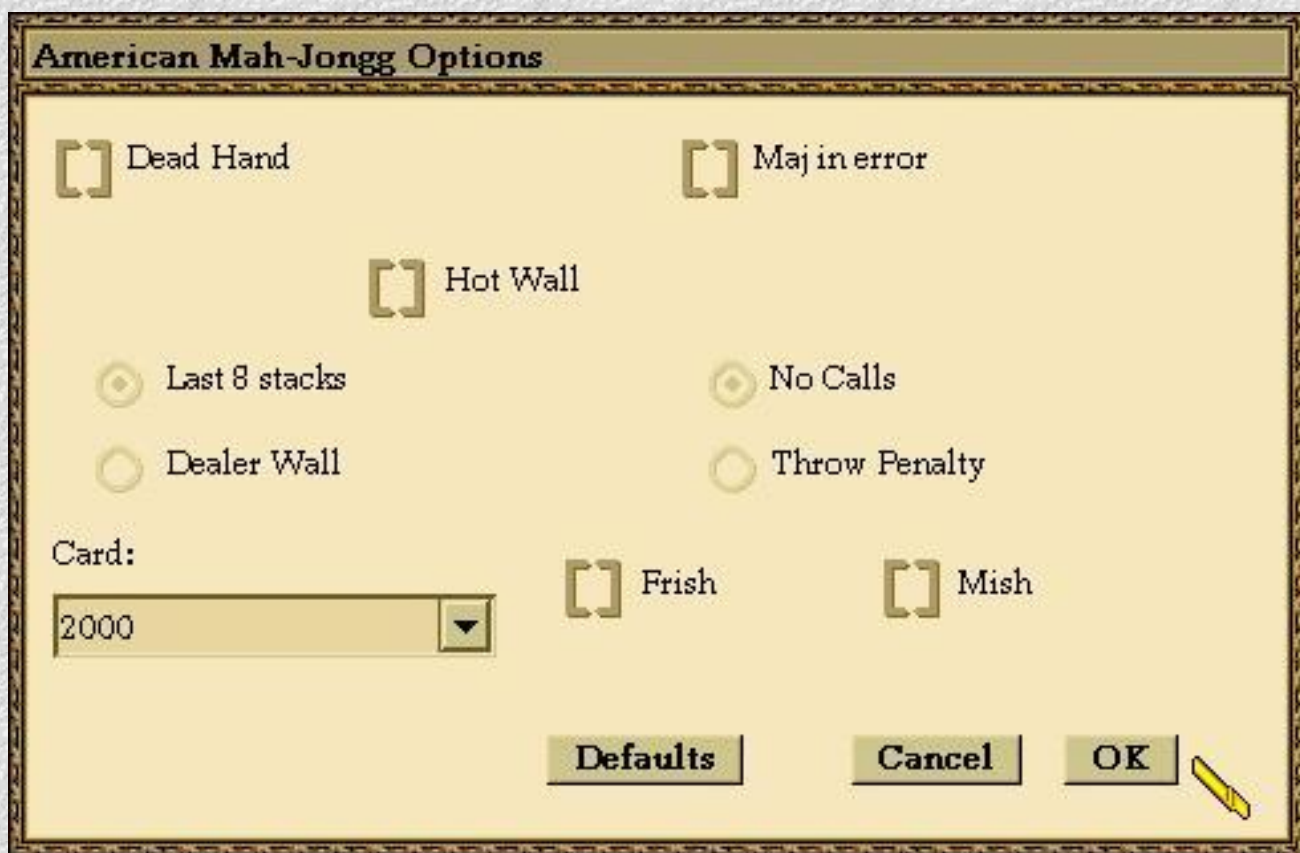 American Mah-Jongg Options
Dead Hand
Maj in error
Hot Wall
Last 8 stacks
No Calls
Dealer Wall
Throw Penalty
Card:
Frish
Mish
2000
Defaults
Cancel
OK